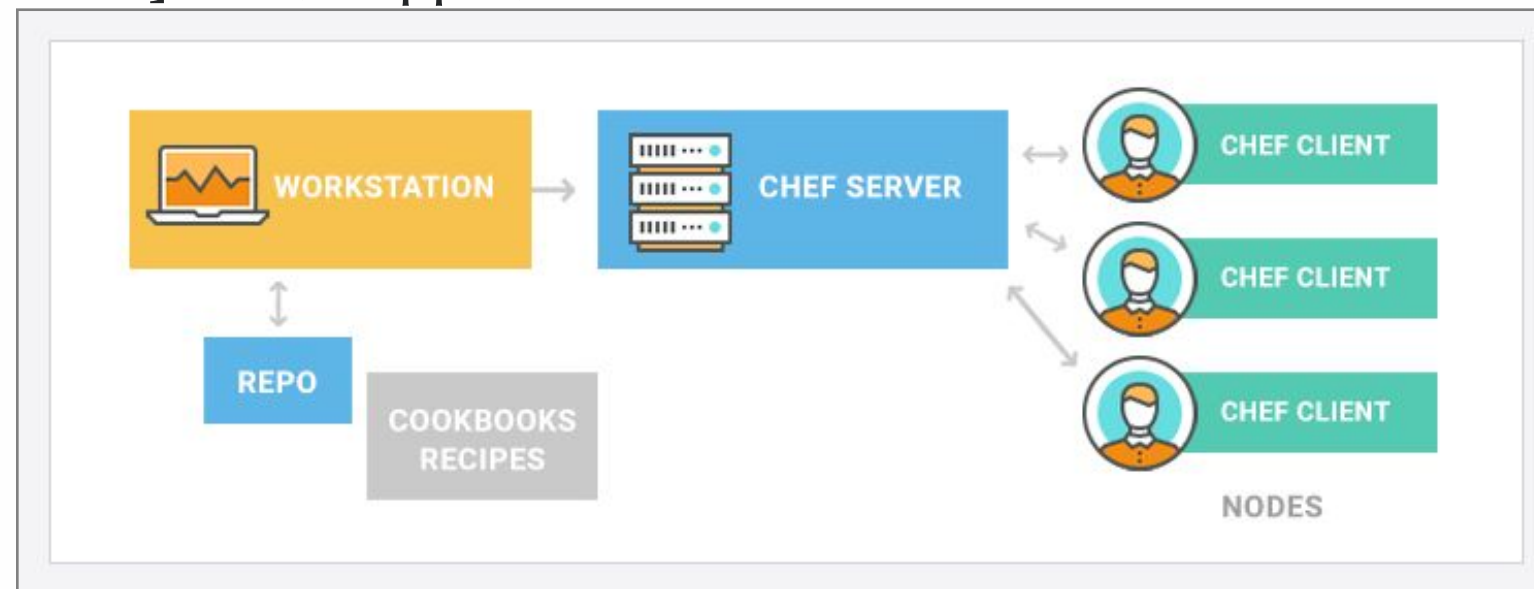 WORKSTATION
CHEF SERVER
CHEF CLIENT
CHEF CLIENT
CHEF CLIENT
NODES
REPO
COOKBOOKS
RECIPES